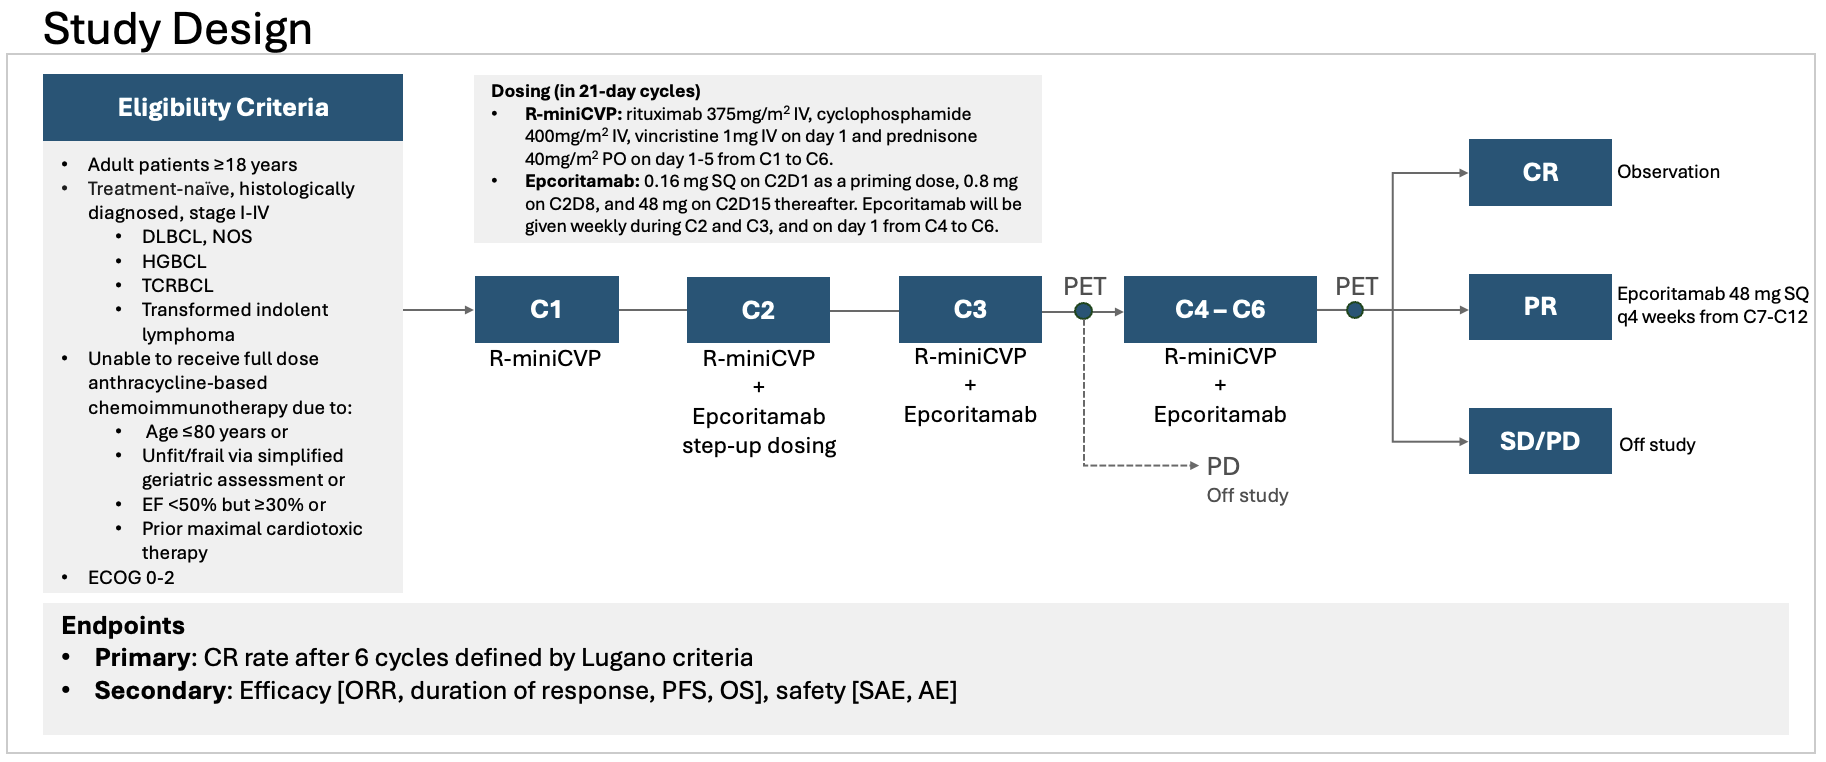 Study Design
Eligibility Criteria
• Adult patients ≥18 years
• Treatment-naïve, histologically
diagnosed, stage I-IV
• DLBCL, NOS
• HGBCL
• TCRBCL
• Transformed indolent
lymphoma
• Unable to receive full dose
anthracycline-based
chemoimmunotherapy due to:
• Age ≤80 years or
• Unfit/frail via simplified
geriatric assessment or
• EF <50% but ≥30% or
• Prior maximal cardiotoxic
therapy
• ECOG 0-2
Dosing (in 21-day cycles)
• R-miniCVP: rituximab 375mg/m² IV, cyclophosphamide
400mg/m² IV, vincristine 1mg IV on day 1 and prednisone
40mg/m² PO on day 1-5 from C1 to C6.
• Epcoritamab: 0.16 mg SQ on C2D1 as a priming dose, 0.8 mg
on C2D8, and 48 mg on C2D15 thereafter. Epcoritamab will be
given weekly during C2 and C3, and on day 1 from C4 to C6.
C1
R-miniCVP
C2
R-miniCVP
+
Epcoritamab
step-up dosing
C3
R-miniCVP
+
Epcoritamab
PET
PD
Off study
C4 – C6
R-miniCVP
+
Epcoritamab
PET
CR
Observation
PR
Epcoritamab 48 mg SQ
q4 weeks from C7-C12
SD/PD
Off study
Endpoints
• Primary: CR rate after 6 cycles defined by Lugano criteria
• Secondary: Efficacy [ORR, duration of response, PFS, OS], safety [SAE, AE]